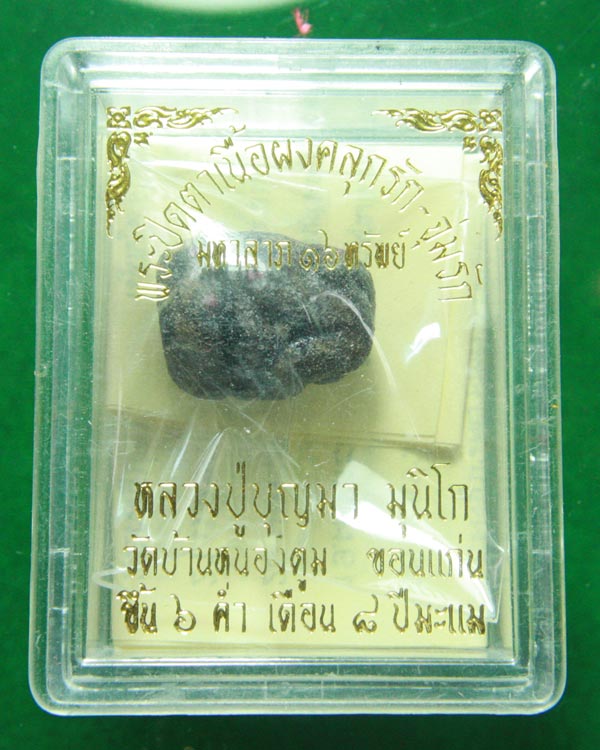 พระปิดตาเนื้อผงคลุกรัก-จุ่มรัก
มหาลาภ ๑๖ ทรัพย์
หลวงปู่บุญมา มุนิโก
วัดบ้านหนองตูม ขอนแก่น
ขึ้น ๖ ค่ำ เดือน ๘ ปีมะแม